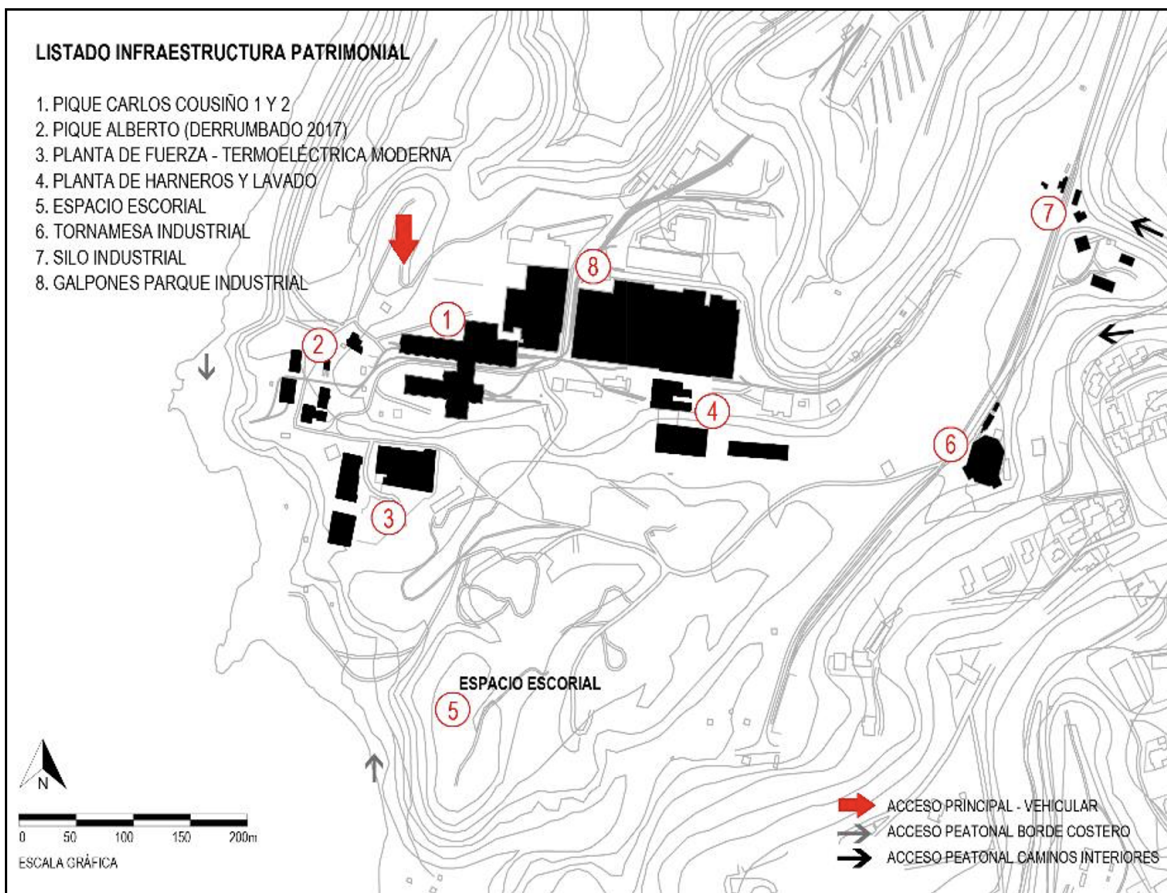 LISTADO INFRAESTRUCTURA PATRIMONIAL
1. PIQUE CARLOS COUSIÑO 1 Y 2
2. PIQUE ALBERTO (DERRUMBADO 2017)
3. PLANTA DE FUERZA - TERMOELÉCTRICA MODERNA
4. PLANTA DE HARNEROS Y LAVADO
5. ESPACIO ESCORIAL
6. TORNAMESA INDUSTRIAL
7. SILO INDUSTRIAL
8. GALPONES PARQUE INDUSTRIAL
7
8
1
2
4
6
3
ESPACIO ESCORIAL
5
N
0 50 100 150 200m
ESCALA GRÁFICA
ACCESO PRINCIPAL - VEHICULAR
ACCESO PEATONAL BORDE COSTERO
ACCESO PEATONAL CAMINOS INTERIORES